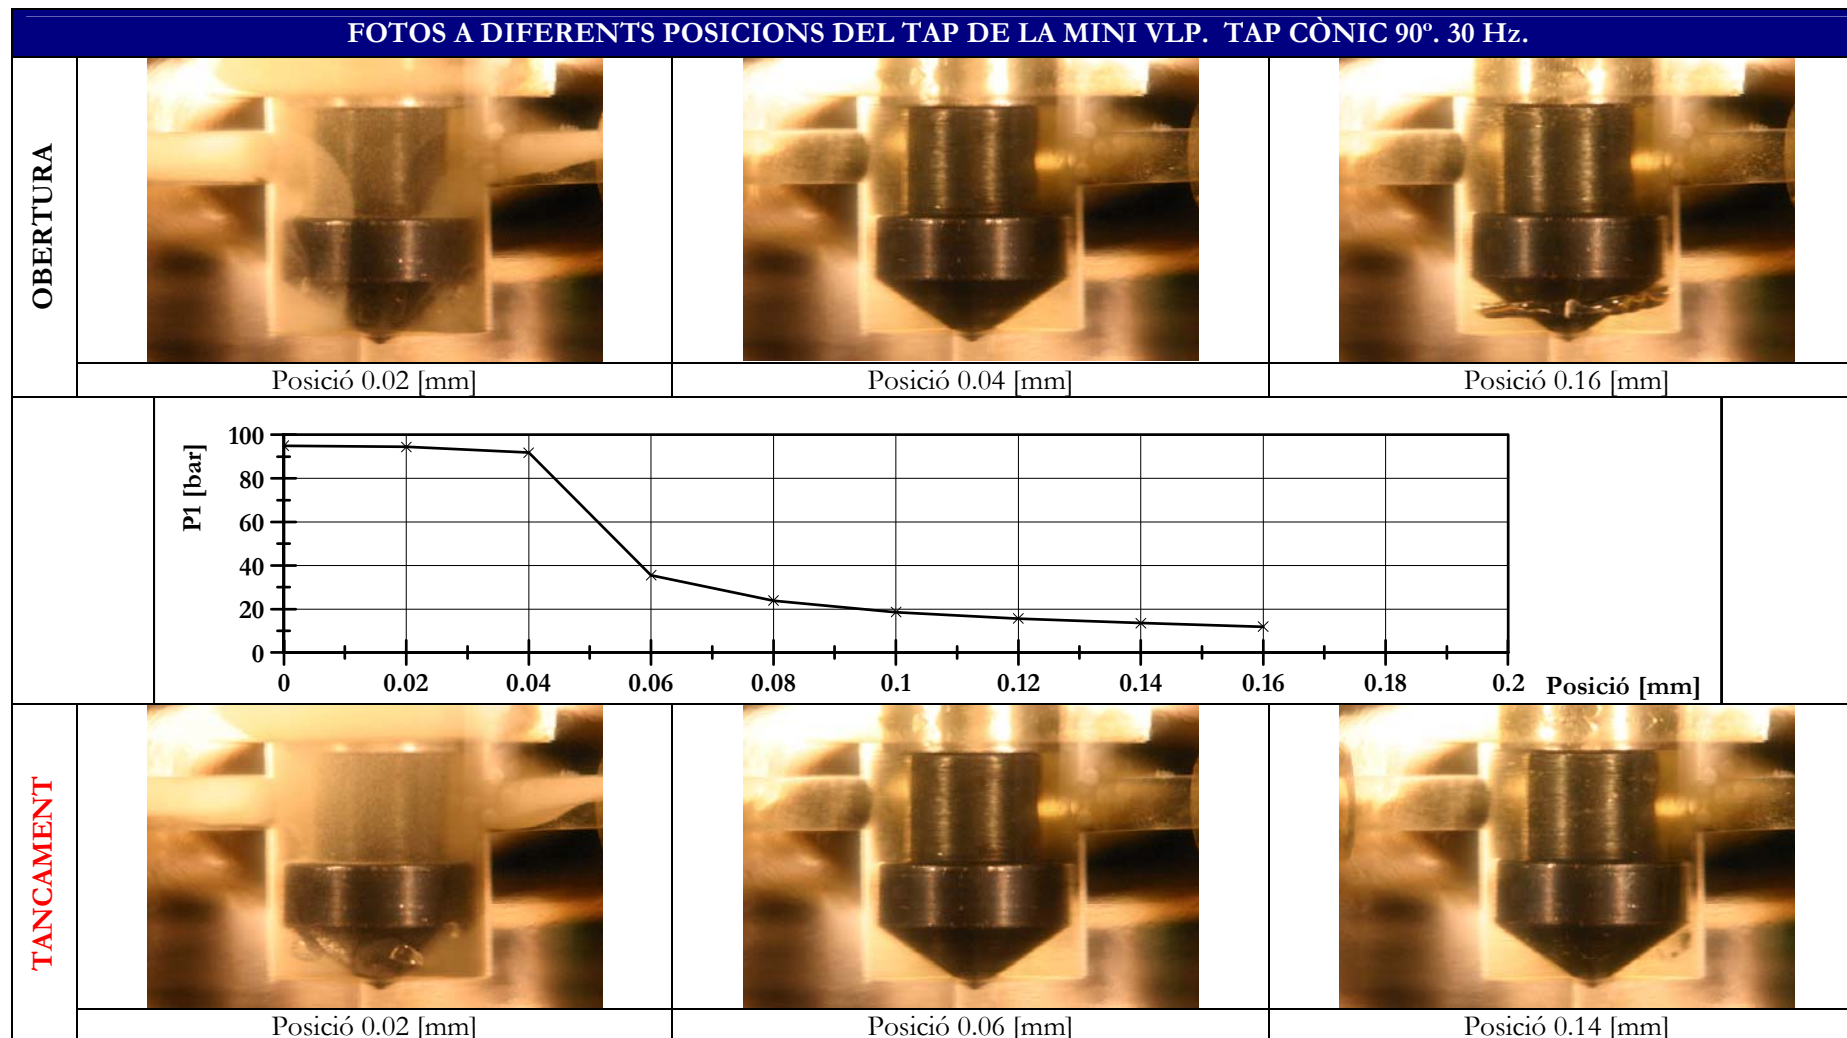 FOTOS A DIFERENTS POSICIONS DEL TAP DE LA MINI VLP. TAP CÒNIC 90º. 30 Hz.
OBERTURA
Posició 0.02 [mm]
Posició 0.04 [mm]
Posició 0.16 [mm]
P1 [bar]
100
80
60
40
20
0
0 0.02 0.04 0.06 0.08 0.1 0.12 0.14 0.16 0.18 0.2 Posició [mm]
TANCAMENT
Posició 0.02 [mm]
Posició 0.06 [mm]
Posició 0.14 [mm]